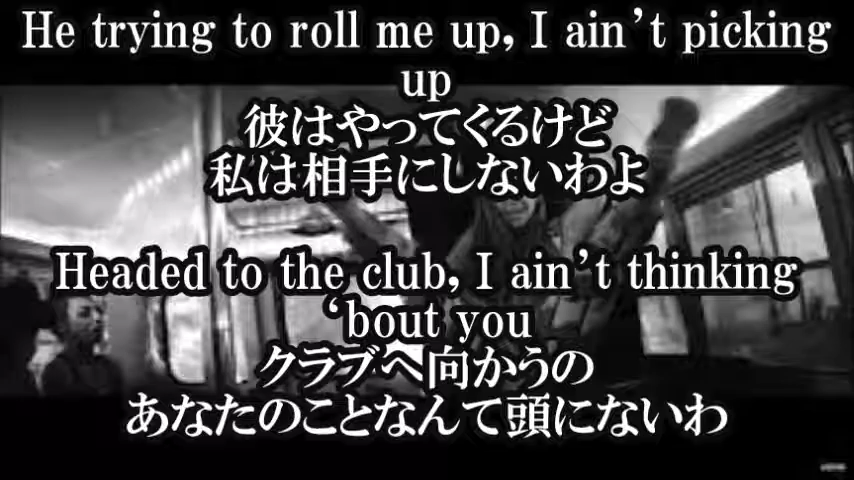 He trying to roll me up, I ain't picking
up
彼はやってくるけど
私は相手にしないわよ
Headed to the club, I ain't thinking
‘bout you
クラブへ向かうの
あなたのことなんて頭にないわ